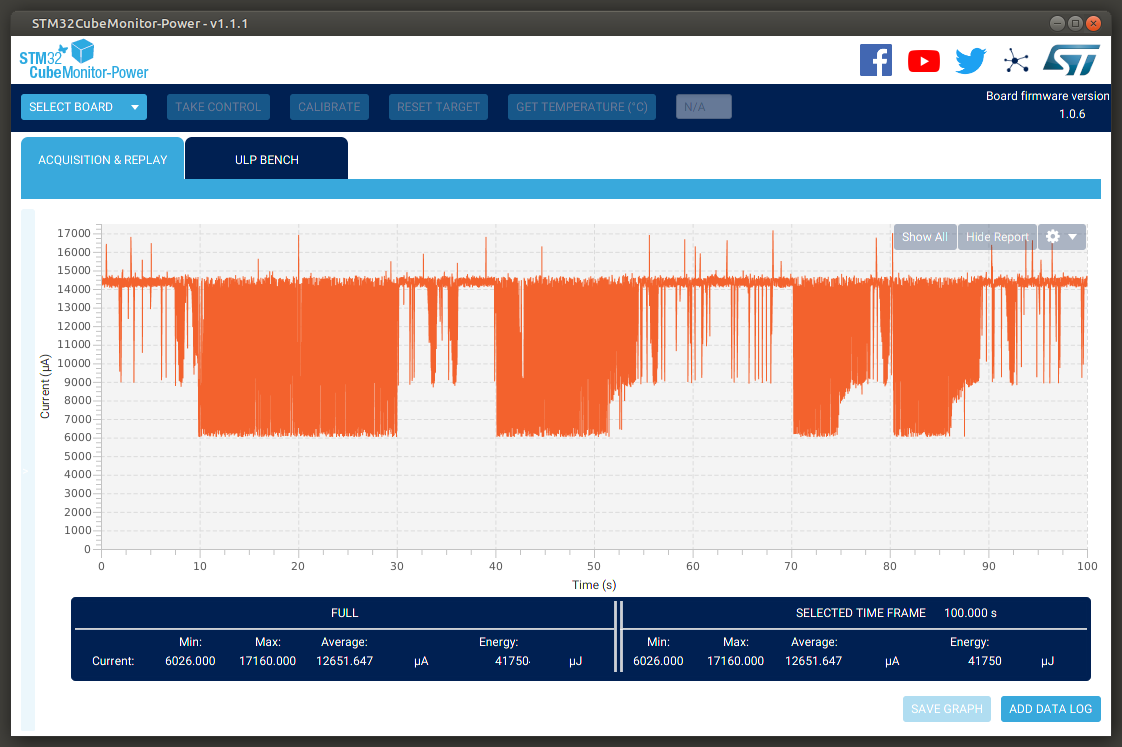 STM32CubeMonitor-Power - v1.1.1
STM32
CubeMonitor-Power
SELECT BOARD TAKE CONTROL CALIBRATE RESET TARGET GET TEMPERATURE (°C) N/A
Board firmware version
1.0.6
ACQUISITION & REPLAY ULP BENCH
Show All Hide Report
17000
16000
15000
14000
13000
12000
11000
10000
9000
8000
7000
6000
5000
4000
3000
2000
1000
0
Current (µA)
0 10 20 30 40 50 60 70 80 90 100
Time (s)
FULL SELECTED TIME FRAME 100.000 s
Min: Max: Average: Energy: Min: Max: Average: Energy:
Current: 6026.000 17160.000 12651.647 µA 41750 µJ 6026.000 17160.000 12651.647 µA 41750 µJ
SAVE GRAPH ADD DATA LOG